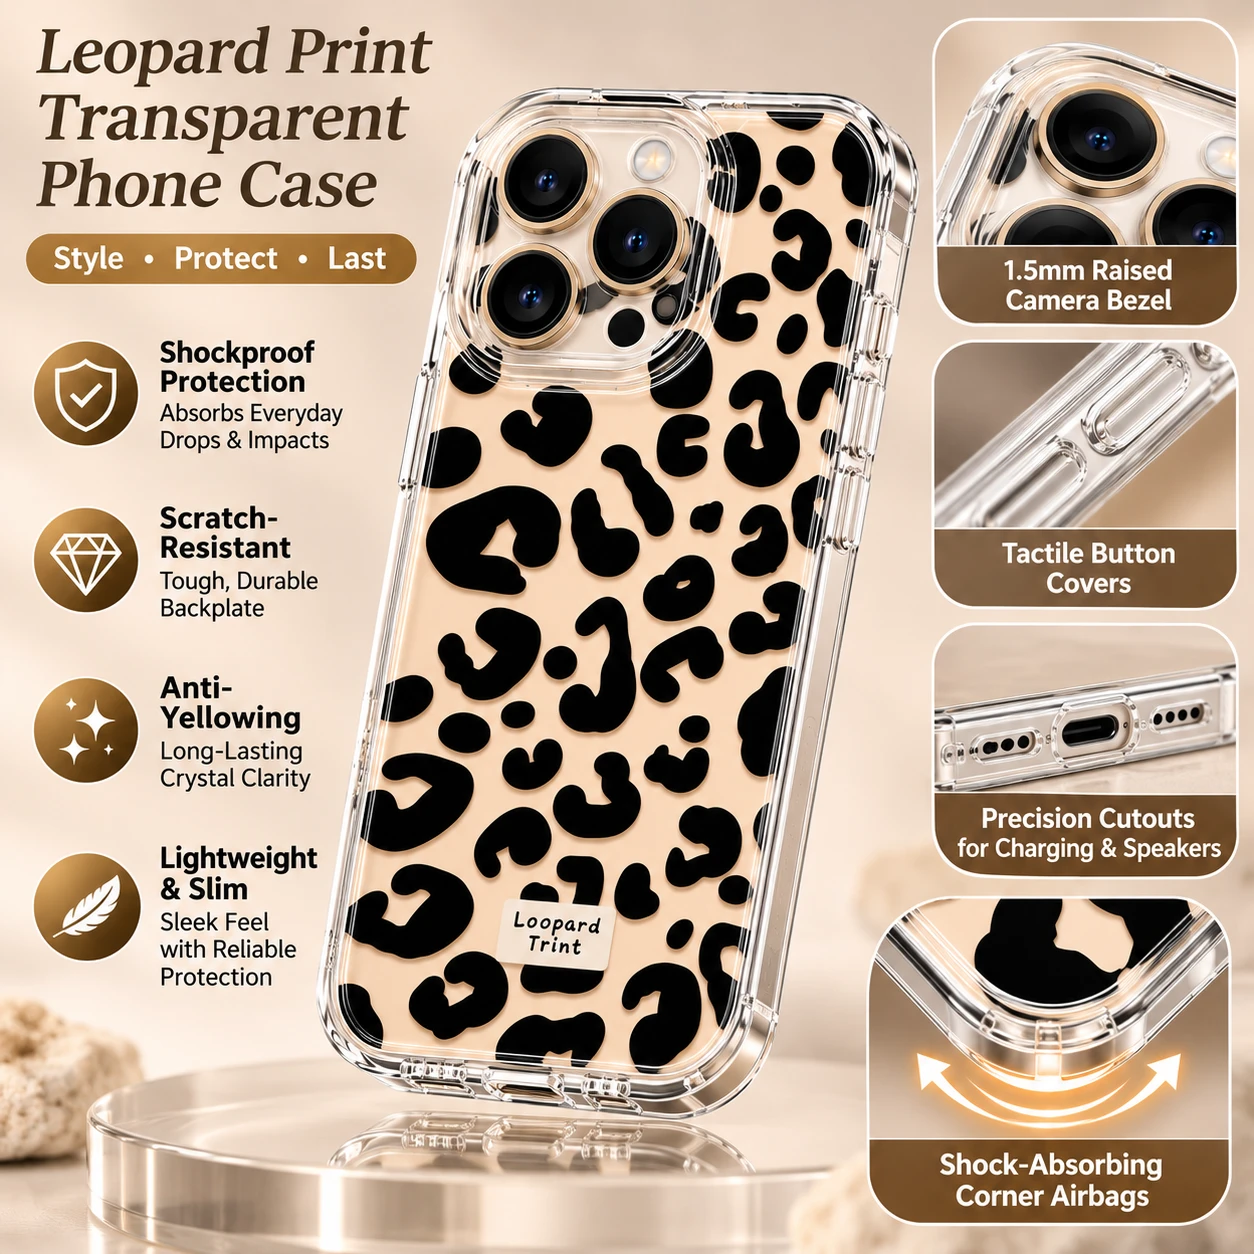 Leopard Print
Transparent
Phone Case
Style • Protect • Last
Shockproof
Protection
Absorbs Everyday
Drops & Impacts
Scratch-
Resistant
Tough, Durable
Backplate
Anti-
Yellowing
Long-Lasting
Crystal Clarity
Lightweight
& Slim
Sleek Feel
with Reliable
Protection
Loopard
Trint
1.5mm Raised
Camera Bezel
Tactile Button
Covers
Precision Cutouts
for Charging & Speakers
Shock-Absorbing
Corner Airbags